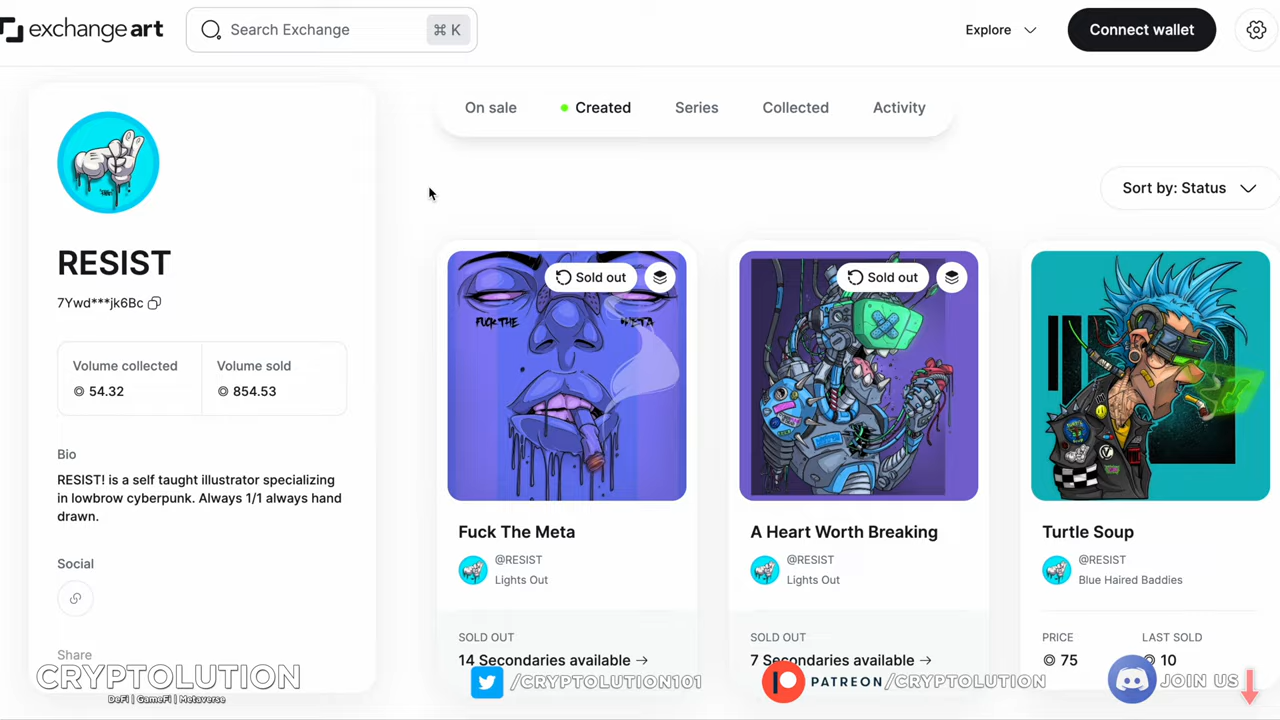 exchange art
Search Exchange
⌘ K
Explore
Connect wallet
On sale
Created
Series
Collected
Activity
Sort by: Status
RESIST
7Ywd***jk6Bc
Volume collected
54.32
Volume sold
854.53
Bio
RESIST! is a self taught illustrator specializing
in lowbrow cyberpunk. Always 1/1 always hand
drawn.
Social
Share
Sold out
FUCK THE META
Fuck The Meta
@RESIST
Lights Out
SOLD OUT
14 Secondaries available →
Sold out
A Heart Worth Breaking
@RESIST
Lights Out
SOLD OUT
7 Secondaries available →
Turtle Soup
@RESIST
Blue Haired Baddies
PRICE
75
LAST SOLD
10
CRYPTOLUTION
DeFi | GameFi | Metaverse
/CRYPTOLUTION101
PATREON/CRYPTOLUTION
JOIN US